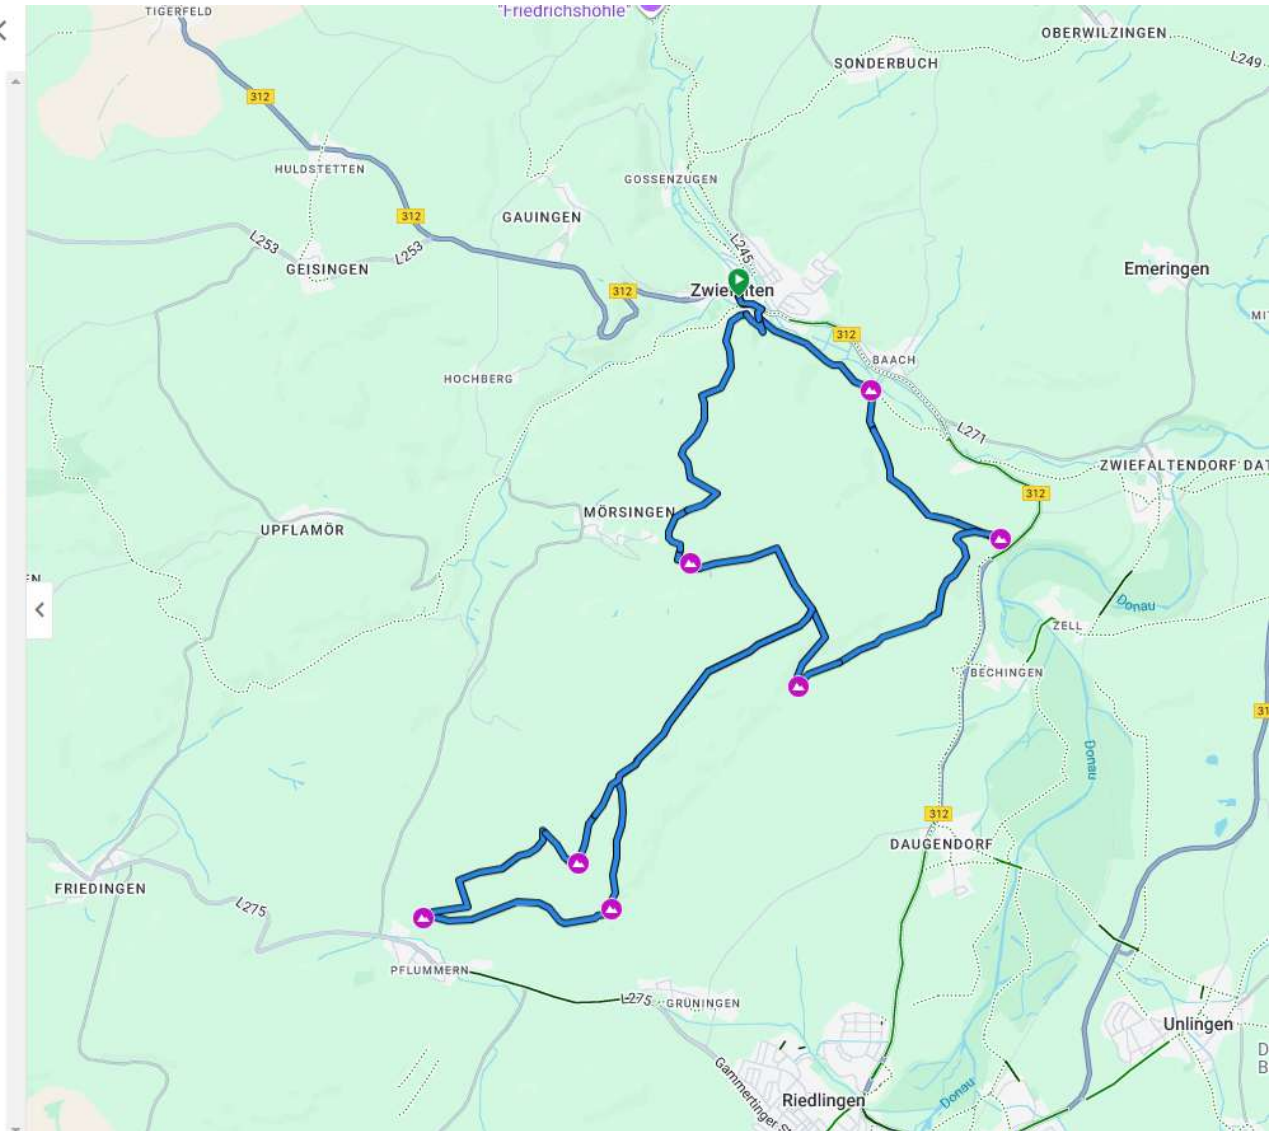 TIGERFELD
"Friedrichshöhle"
OBERWILZINGEN
SONDERBUCH
L249
312
HULDSTETTEN
GOSSENZUGEN
312
GAUINGEN
L253
L253
L245
GEISINGEN
Emeringen
312
Zwiefalten
312
BAACH
HOCHBERG
L271
ZWIEFALTENDORF DAT
312
MÖRSINGEN
UPFLAMÖR
Donau
ZELL
BECHINGEN
Donau
312
DAUGENDORF
FRIEDINGEN
L275
PFLUMMERN
L275
GRÜNINGEN
Unlingen
Riedlingen
Donau